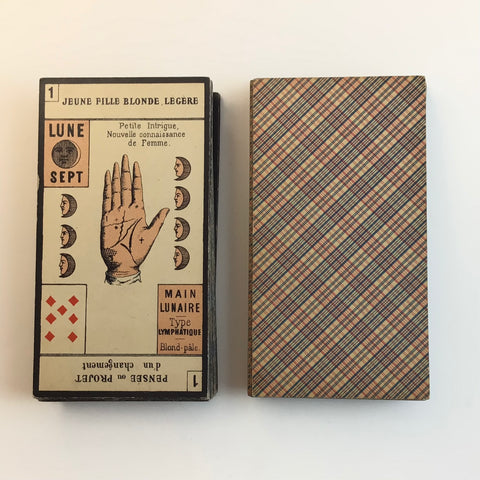 1
JEUNE FILLE BLONDE, LÉGÈRE
LUNE
SEPT
Petite Intrigue,
Nouvelle connaissance
de Femme.
MAIN
LUNAIRE
Type
LYMPHATIQUE
Blond-pâle.
1
PENSÉE ou PROJET
d'un changement